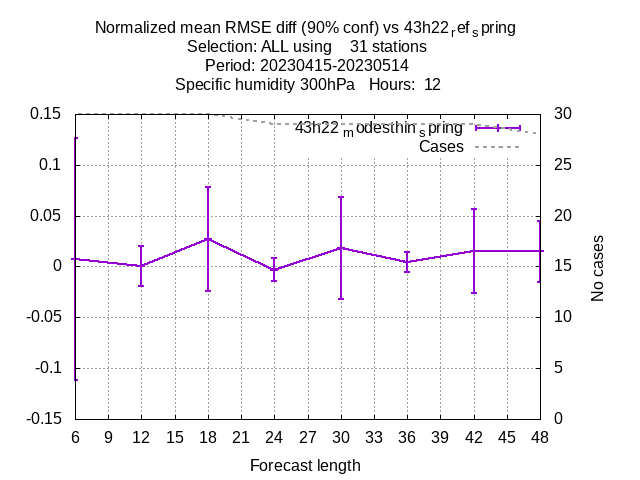 Normalized mean RMSE diff (90% conf) vs 43h22refspring
Selection: ALL using 31 stations
Period: 20230415-20230514
Specific humidity 300hPa Hours: 12
0.15
0.1
0.05
0
-0.05
-0.1
-0.15
43h22modesthinspring
Cases
30
25
20
15
10
5
0
No cases
6 9 12 15 18 21 24 27 30 33 36 39 42 45 48
Forecast length